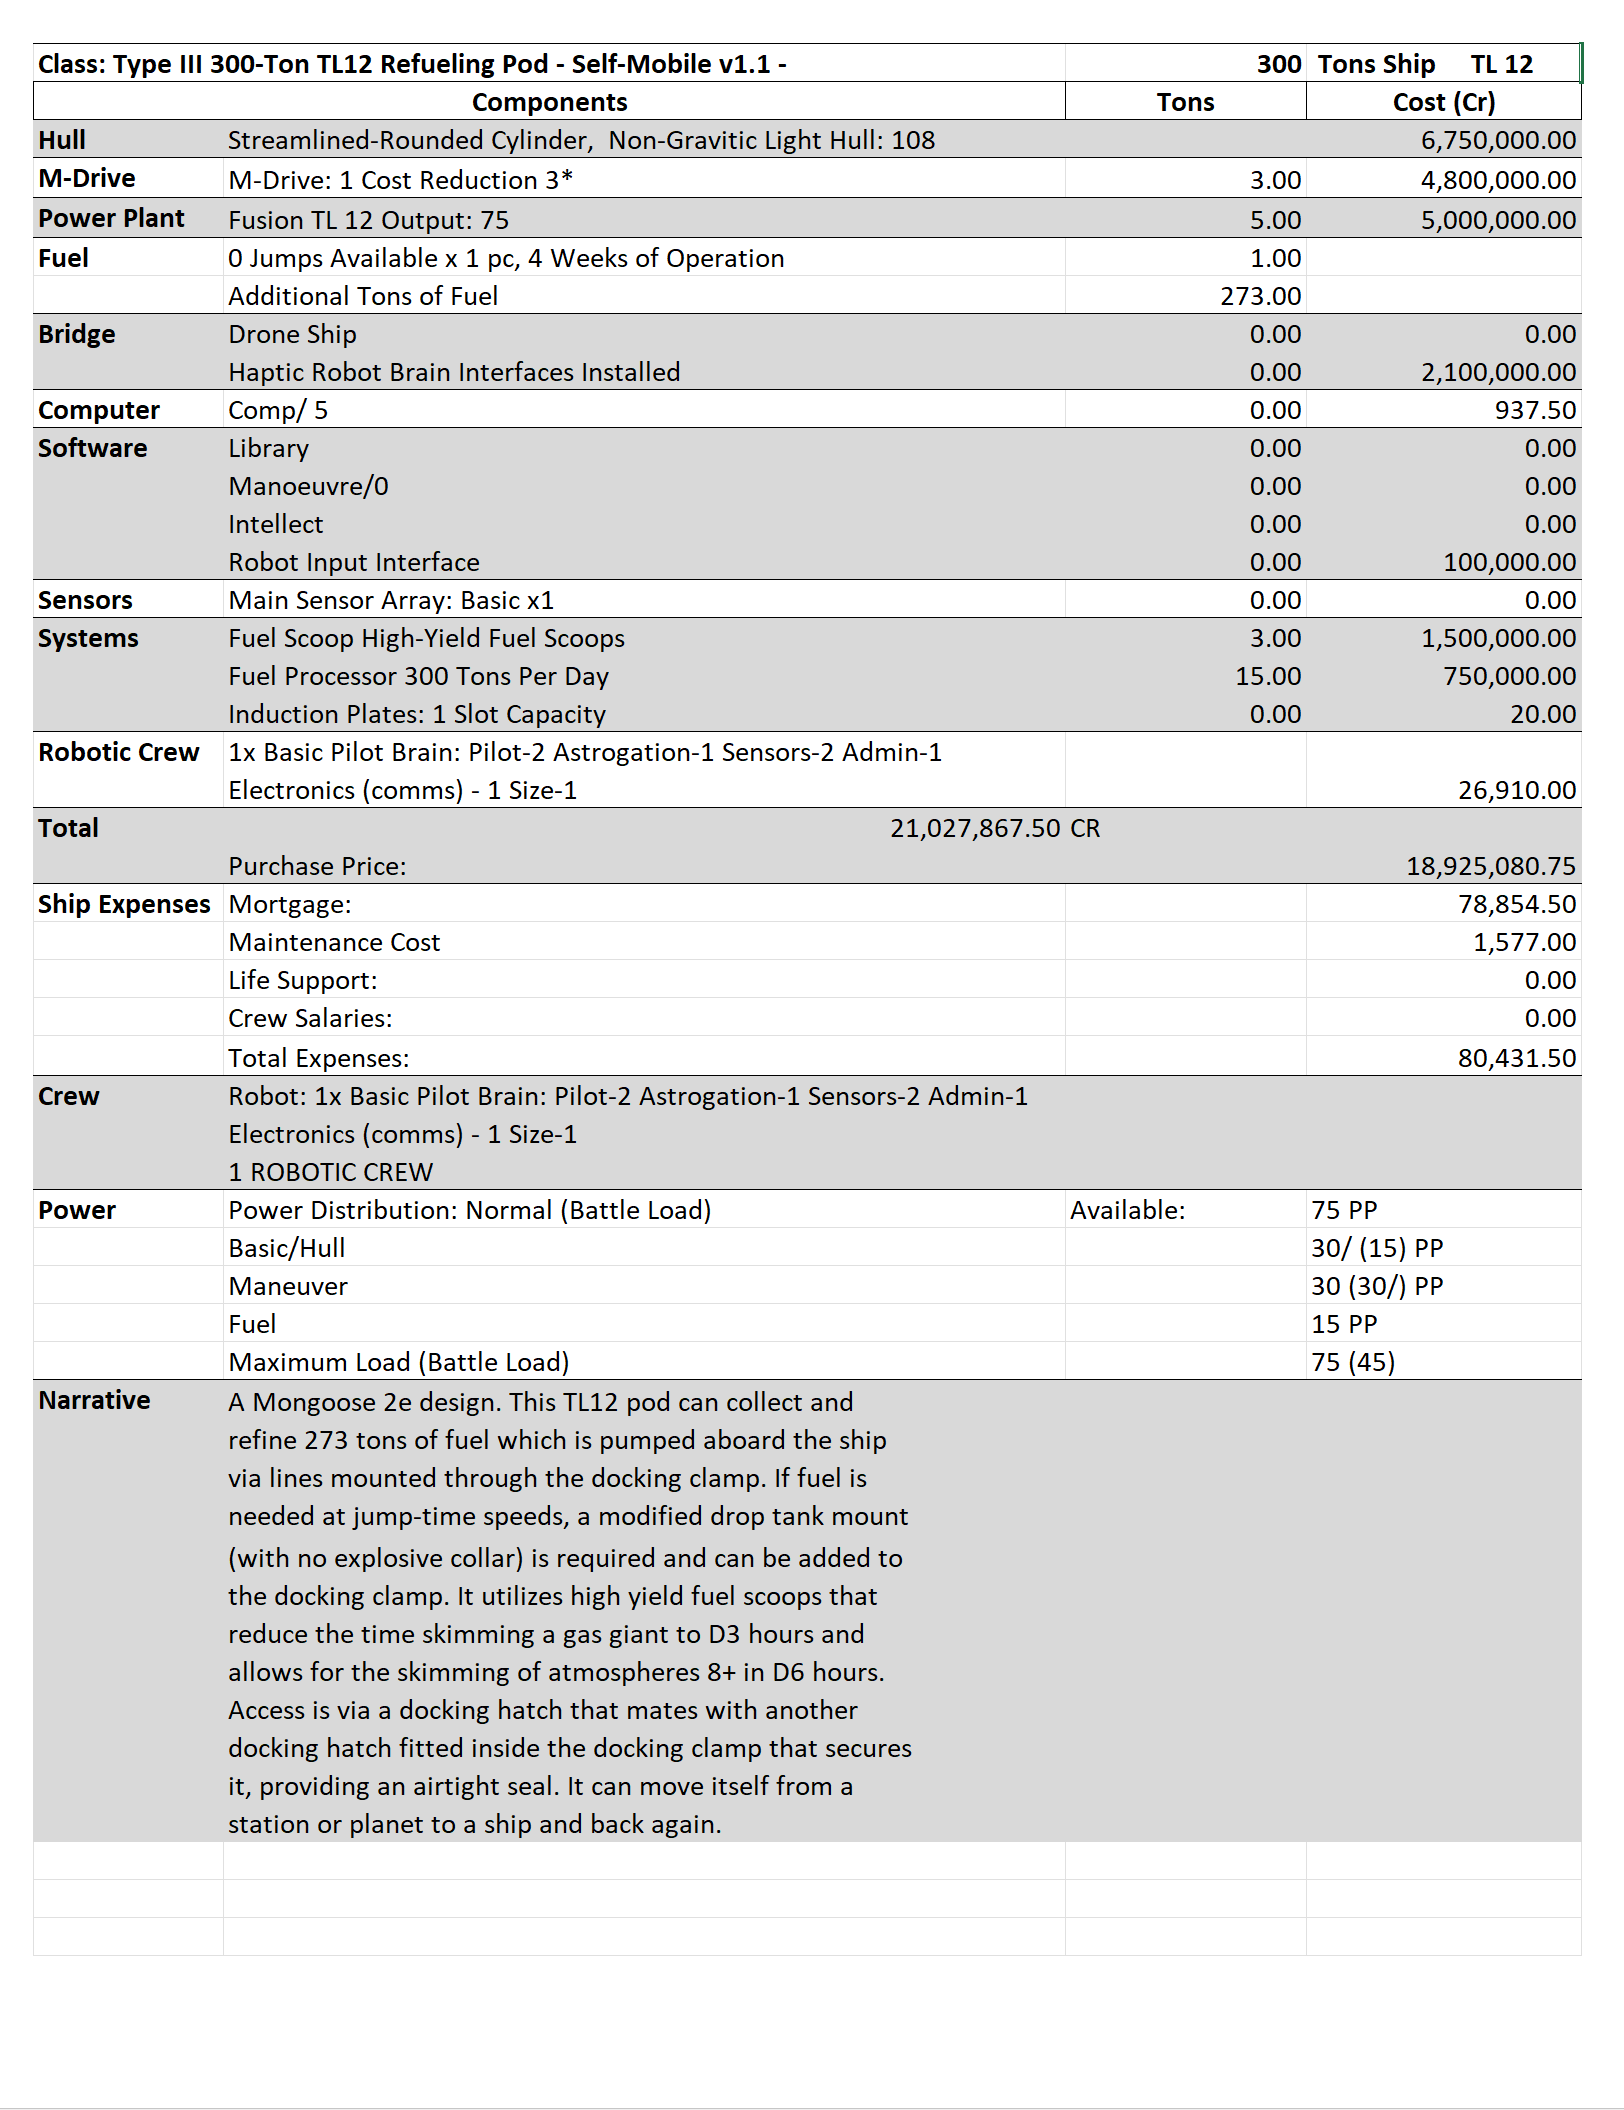 Class: Type III 300-Ton TL12 Refueling Pod - Self-Mobile v1.1 - 300 Tons Ship TL 12
Components Tons Cost (Cr)
Hull Streamlined-Rounded Cylinder, Non-Gravitic Light Hull: 108 6,750,000.00
M-Drive M-Drive: 1 Cost Reduction 3* 3.00 4,800,000.00
Power Plant Fusion TL 12 Output: 75 5.00 5,000,000.00
Fuel 0 Jumps Available x 1 pc, 4 Weeks of Operation 1.00
Additional Tons of Fuel 273.00
Bridge Drone Ship 0.00 0.00
Haptic Robot Brain Interfaces Installed 0.00 2,100,000.00
Computer Comp/ 5 0.00 937.50
Software Library 0.00 0.00
Manoeuvre/0 0.00 0.00
Intellect 0.00 0.00
Robot Input Interface 0.00 100,000.00
Sensors Main Sensor Array: Basic x1 0.00 0.00
Systems Fuel Scoop High-Yield Fuel Scoops 3.00 1,500,000.00
Fuel Processor 300 Tons Per Day 15.00 750,000.00
Induction Plates: 1 Slot Capacity 0.00 20.00
Robotic Crew 1x Basic Pilot Brain: Pilot-2 Astrogation-1 Sensors-2 Admin-1
Electronics (comms) - 1 Size-1 26,910.00
Total 21,027,867.50 CR
Purchase Price: 18,925,080.75
Ship Expenses Mortgage: 78,854.50
Maintenance Cost 1,577.00
Life Support: 0.00
Crew Salaries: 0.00
Total Expenses: 80,431.50
Crew Robot: 1x Basic Pilot Brain: Pilot-2 Astrogation-1 Sensors-2 Admin-1
Electronics (comms) - 1 Size-1
1 ROBOTIC CREW
Power Power Distribution: Normal (Battle Load) Available: 75 PP
Basic/Hull 30/ (15) PP
Maneuver 30 (30/) PP
Fuel 15 PP
Maximum Load (Battle Load) 75 (45)
Narrative A Mongoose 2e design. This TL12 pod can collect and
refine 273 tons of fuel which is pumped aboard the ship
via lines mounted through the docking clamp. If fuel is
needed at jump-time speeds, a modified drop tank mount
(with no explosive collar) is required and can be added to
the docking clamp. It utilizes high yield fuel scoops that
reduce the time skimming a gas giant to D3 hours and
allows for the skimming of atmospheres 8+ in D6 hours.
Access is via a docking hatch that mates with another
docking hatch fitted inside the docking clamp that secures
it, providing an airtight seal. It can move itself from a
station or planet to a ship and back again.